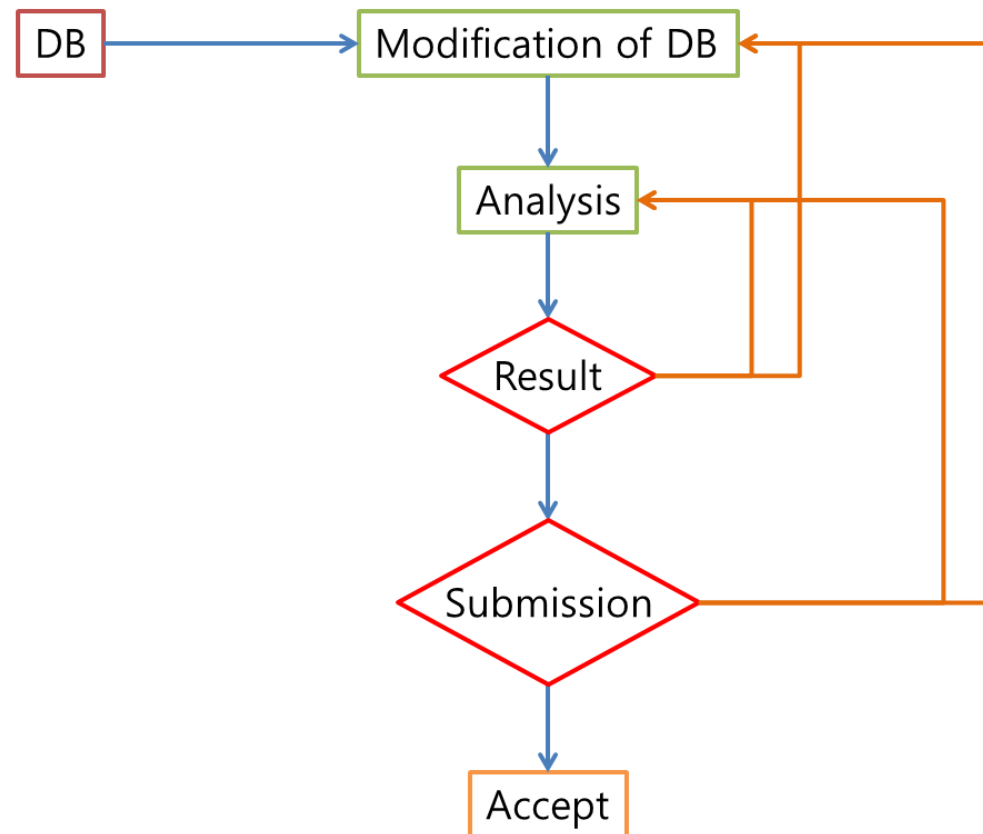 DB
Modification of DB
Analysis
Result
Submission
Accept